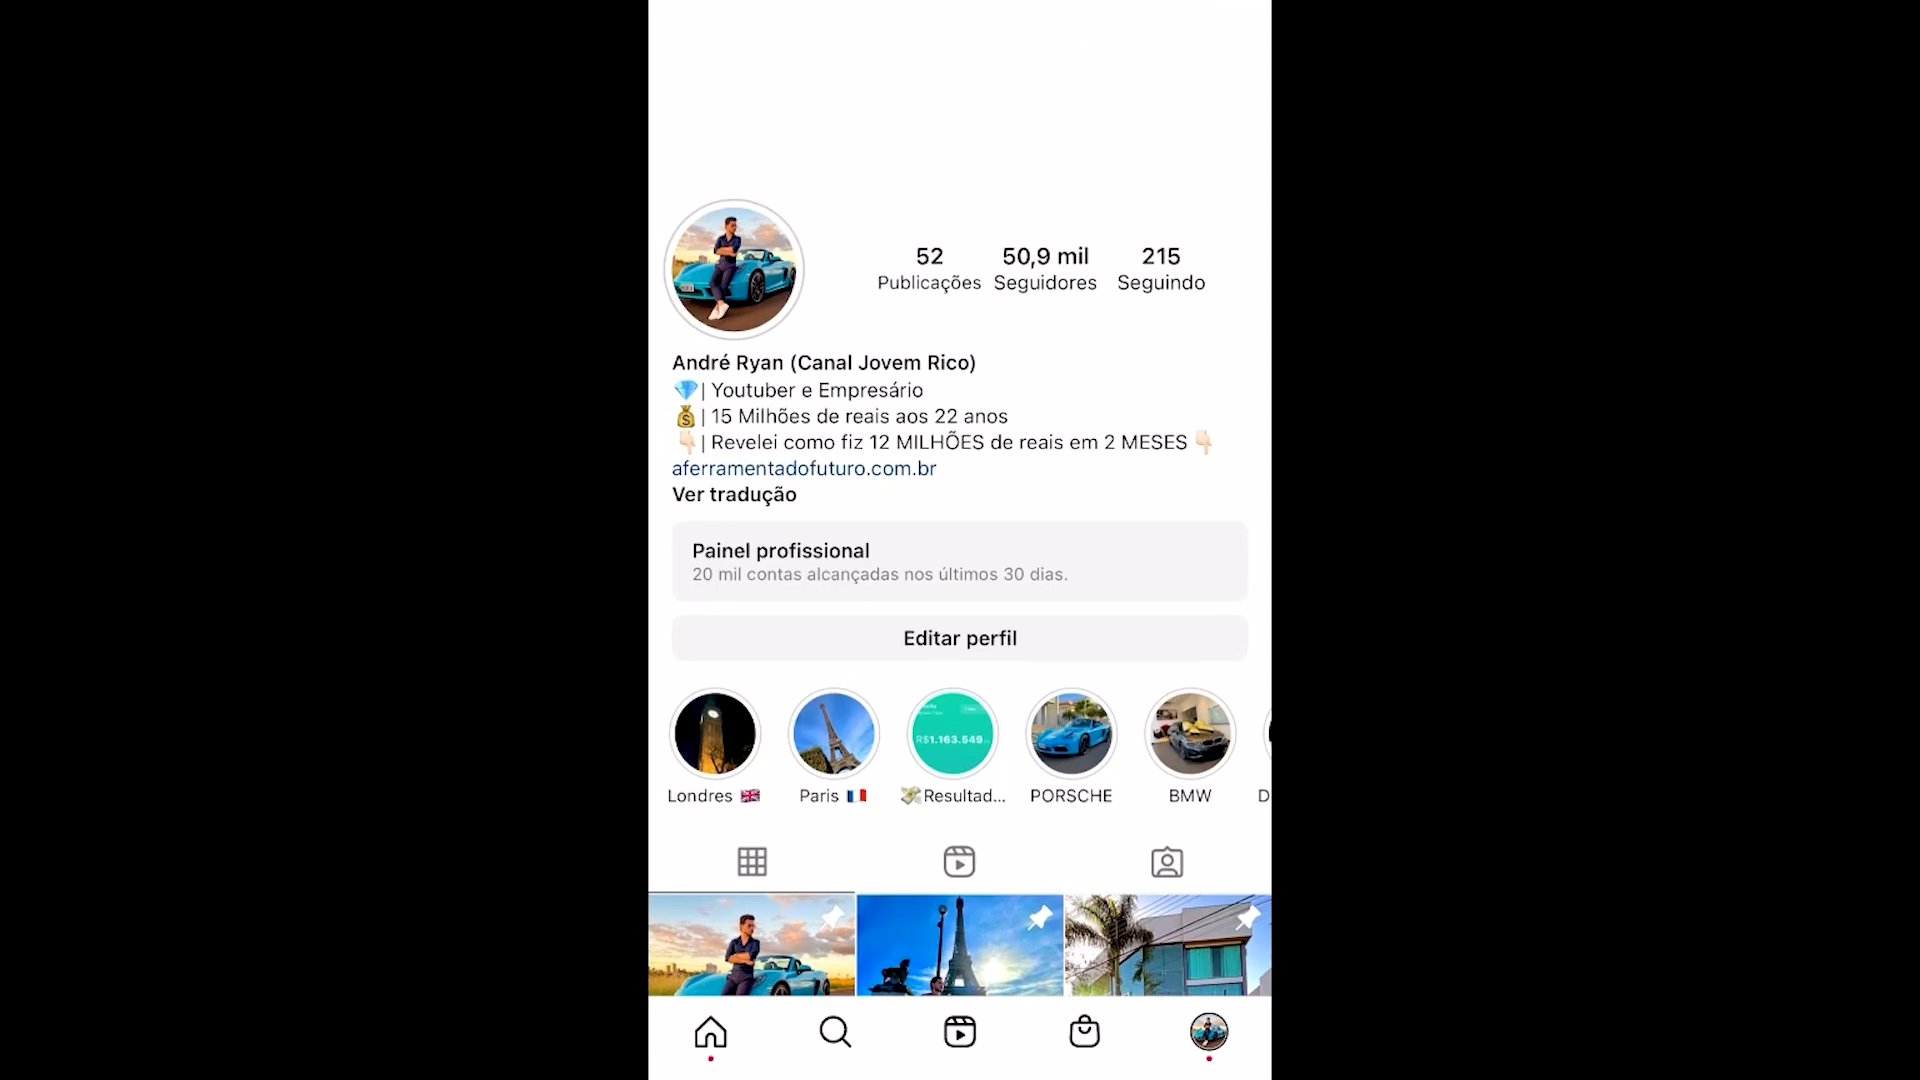 52 50,9 mil 215
Publicações Seguidores Seguindo
André Ryan (Canal Jovem Rico)
💎| Youtuber e Empresário
💰| 15 Milhões de reais aos 22 anos
👇🏻| Revelei como fiz 12 MILHÕES de reais em 2 MESES 👇🏻
aferramentadofuturo.com.br
Ver tradução
Painel profissional
20 mil contas alcançadas nos últimos 30 dias.
Editar perfil
R$1.163.549
Londres 🇬🇧 Paris 🇫🇷 💸Resultad... PORSCHE BMW D